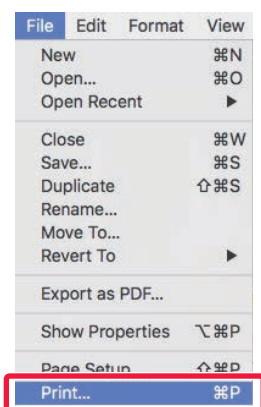 File Edit Format View
New ⌘N
Open... ⌘O
Open Recent ▶
Close ⌘W
Save... ⌘S
Duplicate ⇧⌘S
Rename...
Move To...
Revert To ▶
Export as PDF...
Show Properties ⌥⌘P
Page Setup ⇧⌘P
Print... ⌘P